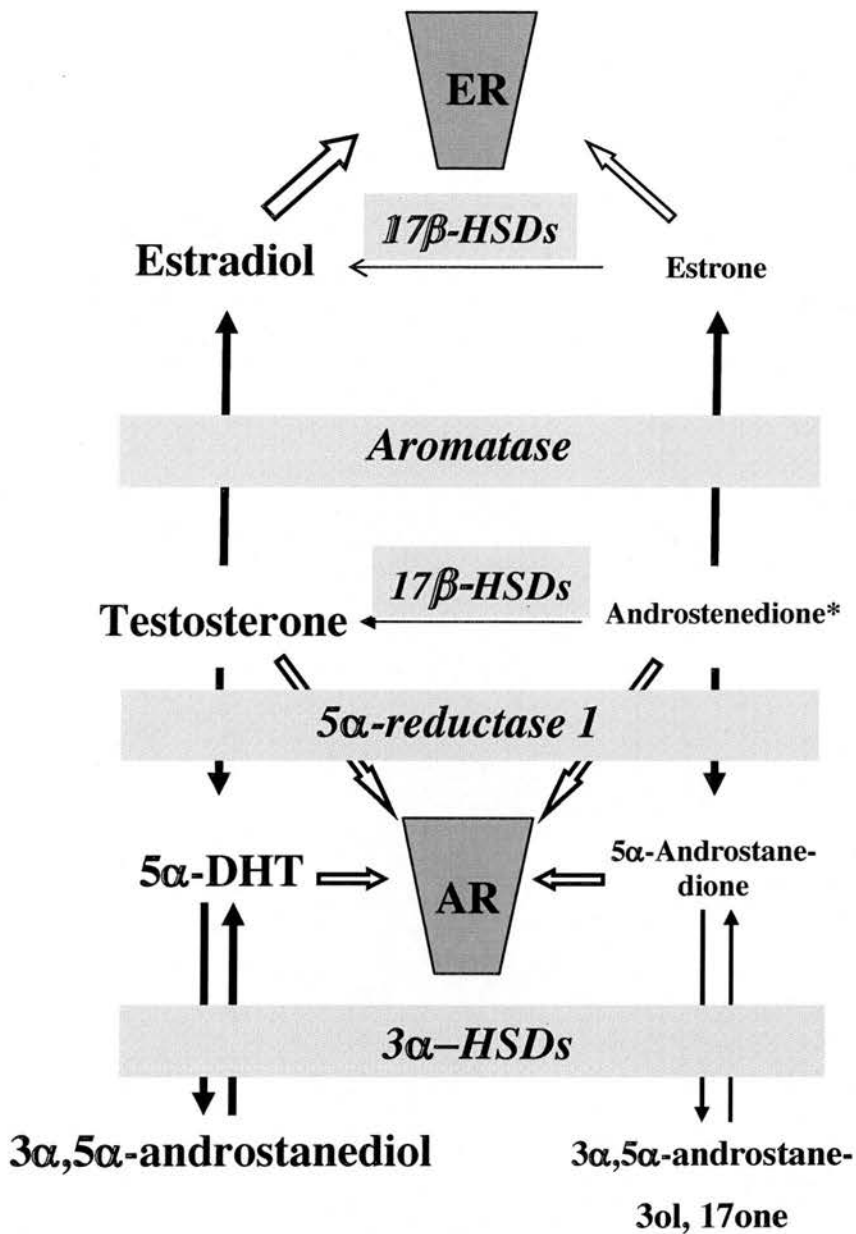 ER
17β-HSDs
Estradiol
Estrone
Aromatase
17β-HSDs
Testosterone
Androstenedione*
5α-reductase 1
5α-DHT
AR
5α-Androstane-
dione
3α–HSDs
3α,5α-androstanediol
3α,5α-androstane-
3ol, 17one